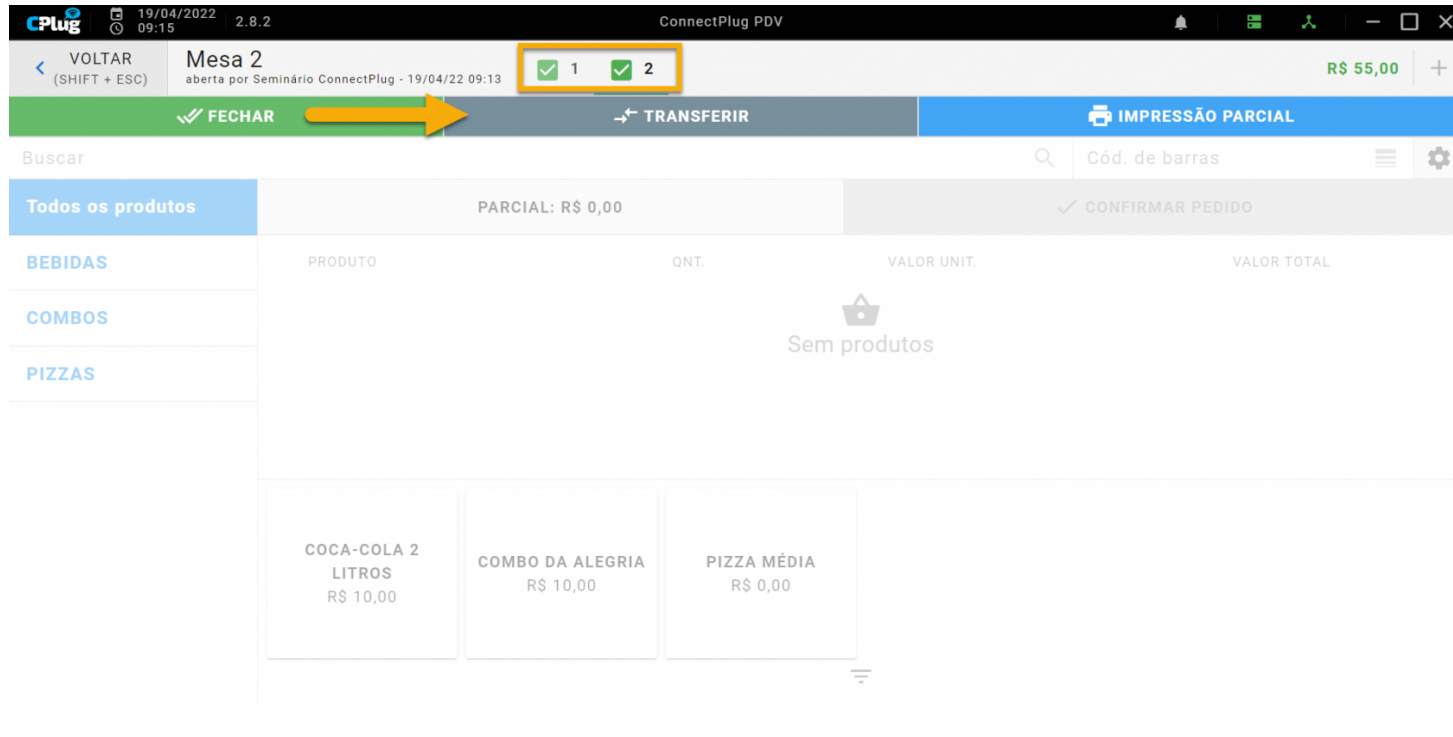 CPlug 19/04/2022 09:15 2.8.2 ConnectPlug PDV
VOLTAR
(SHIFT + ESC)
Mesa 2
aberta por Seminário ConnectPlug - 19/04/22 09:13
1 2
R$ 55,00
FECHAR TRANSFERIR IMPRESSÃO PARCIAL
Buscar Cód. de barras
Todos os produtos PARCIAL: R$ 0,00 CONFIRMAR PEDIDO
BEBIDAS
COMBOS
PIZZAS
PRODUTO QNT. VALOR UNIT. VALOR TOTAL
Sem produtos
COCA-COLA 2
LITROS
R$ 10,00
COMBO DA ALEGRIA
R$ 10,00
PIZZA MÉDIA
R$ 0,00